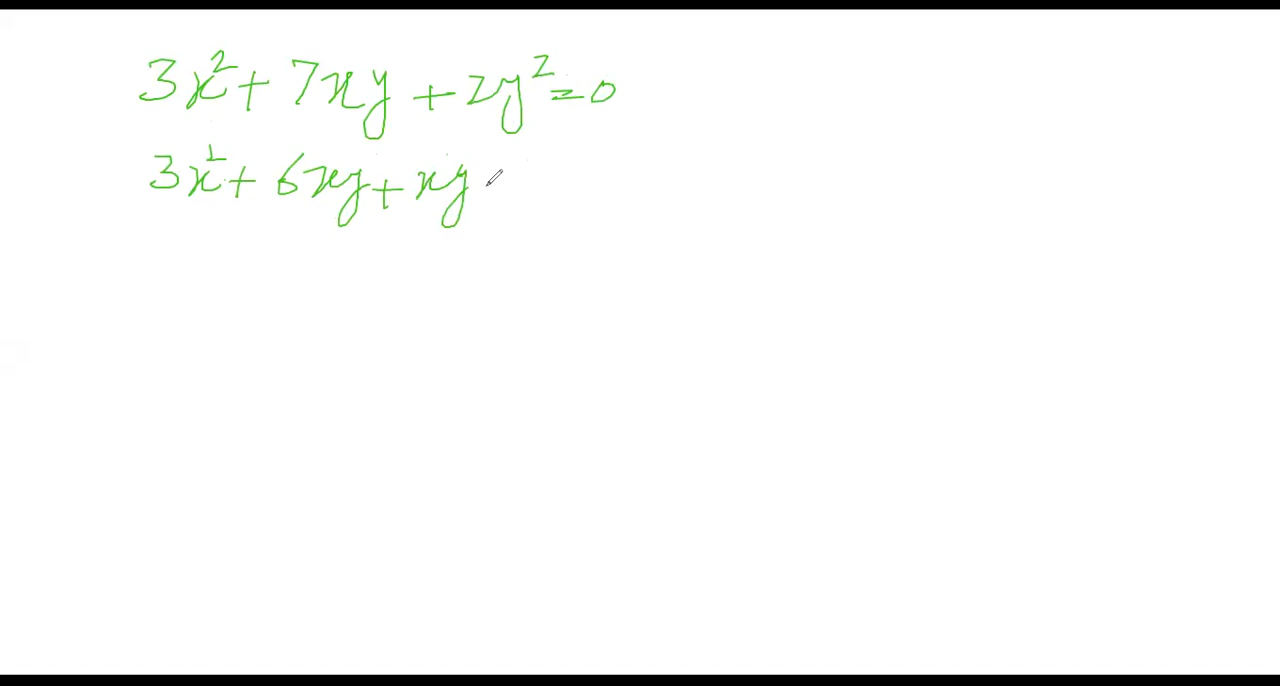 3x² + 7xy + 2y² = 0
3x² + 6xy + xy